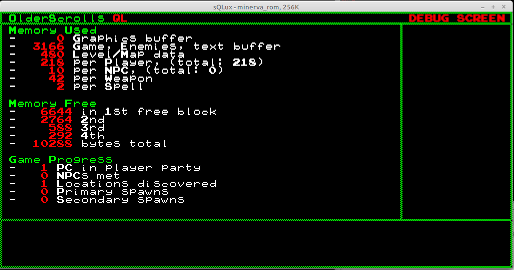 sQLux - minerva_rom, 256K
OlderScrolls QL DEBUG SCREEN
Memory Used
- 0 Graphics buffer
- 3166 Game, Enemies, text buffer
- 480 Level/Map data
- 218 per Player, (total: 218)
- 10 per NPC, (total: 0)
- 42 per Weapon
- 2 per Spell
Memory Free
- 6644 in 1st free block
- 2764 2nd
- 588 3rd
- 292 4th
- 10288 bytes total
Game Progress
- 1 PC in player party
- 0 NPCs met
- 1 Locations discovered
- 0 Primary spawns
- 0 Secondary spawns